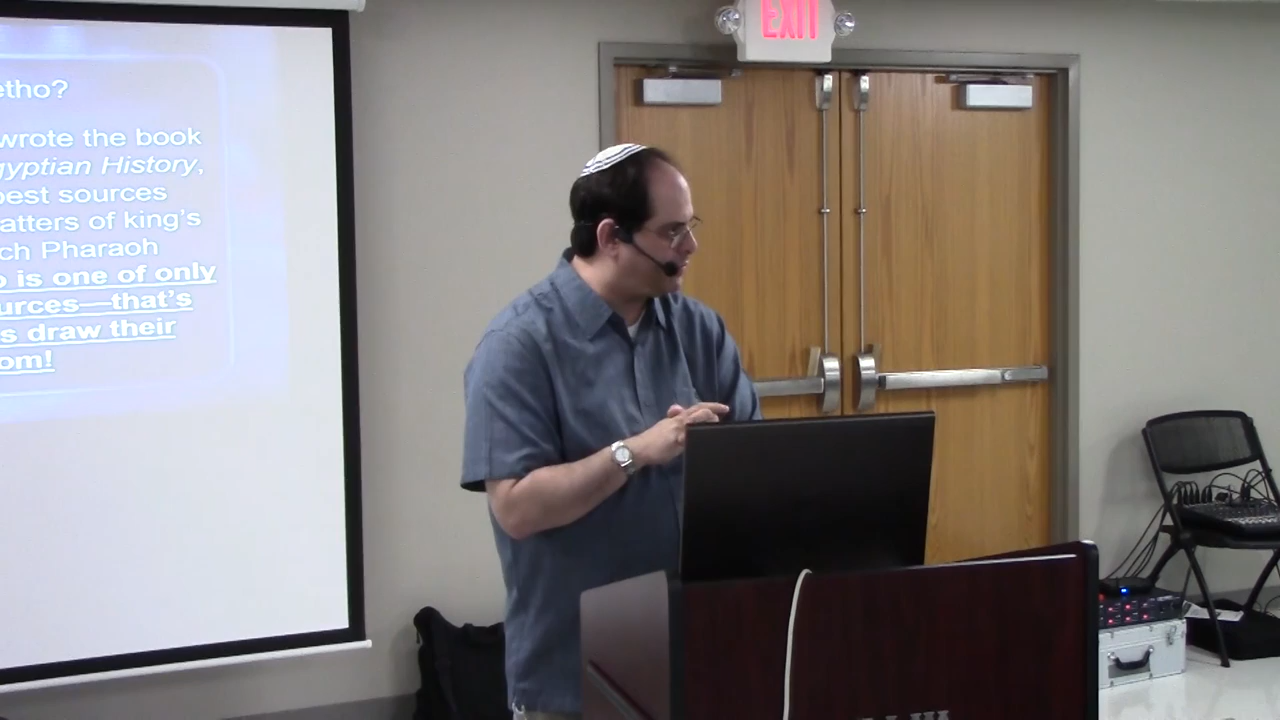 etho?
wrote the book
gyptian History,
best sources
atters of king's
ch Pharaoh
o is one of only
urces—that's
s draw their
om!
EXIT